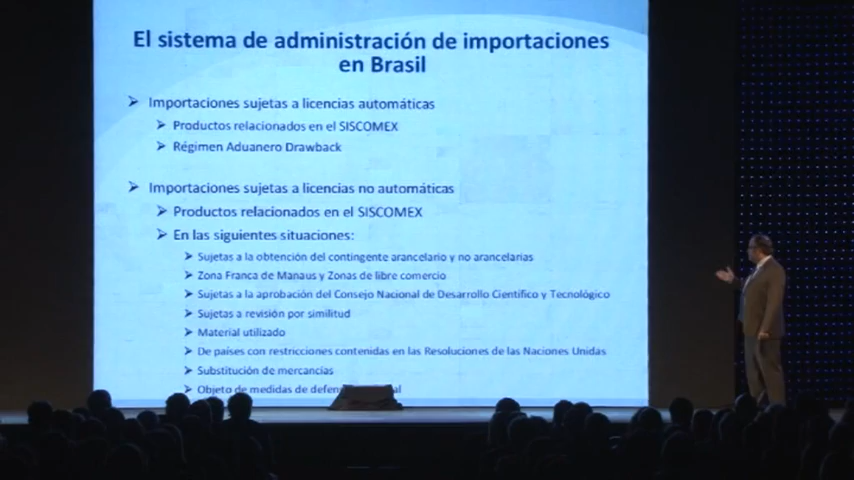 El sistema de administración de importaciones
en Brasil
➢ Importaciones sujetas a licencias automáticas
➢ Productos relacionados en el SISCOMEX
➢ Régimen Aduanero Drawback
➢ Importaciones sujetas a licencias no automáticas
➢ Productos relacionados en el SISCOMEX
➢ En las siguientes situaciones:
➢ Sujetas a la obtención del contingente arancelario y no arancelarias
➢ Zona Franca de Manaus y Zonas de libre comercio
➢ Sujetas a la aprobación del Consejo Nacional de Desarrollo Científico y Tecnológico
➢ Sujetas a revisión por similitud
➢ Material utilizado
➢ De países con restricciones contenidas en las Resoluciones de las Naciones Unidas
➢ Substitución de mercancías
➢ Objeto de medidas de